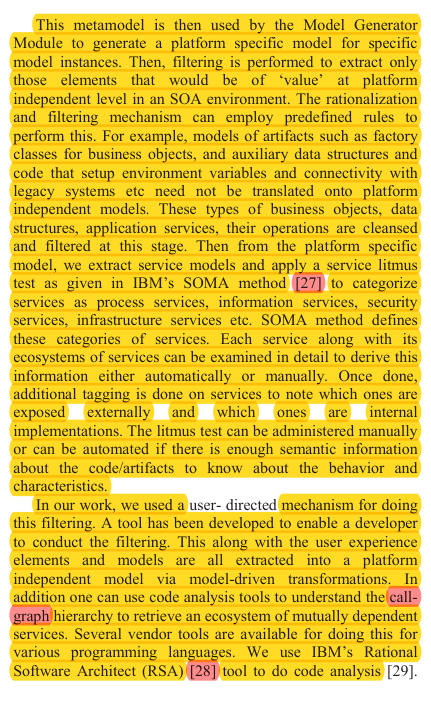 This metamodel is then used by the Model Generator
Module to generate a platform specific model for specific
model instances. Then, filtering is performed to extract only
those elements that would be of ‘value’ at platform
independent level in an SOA environment. The rationalization
and filtering mechanism can employ predefined rules to
perform this. For example, models of artifacts such as factory
classes for business objects, and auxiliary data structures and
code that setup environment variables and connectivity with
legacy systems etc need not be translated onto platform
independent models. These types of business objects, data
structures, application services, their operations are cleansed
and filtered at this stage. Then from the platform specific
model, we extract service models and apply a service litmus
test as given in IBM’s SOMA method [27] to categorize
services as process services, information services, security
services, infrastructure services etc. SOMA method defines
these categories of services. Each service along with its
ecosystems of services can be examined in detail to derive this
information either automatically or manually. Once done,
additional tagging is done on services to note which ones are
exposed externally and which ones are internal
implementations. The litmus test can be administered manually
or can be automated if there is enough semantic information
about the code/artifacts to know about the behavior and
characteristics.
In our work, we used a user- directed mechanism for doing
this filtering. A tool has been developed to enable a developer
to conduct the filtering. This along with the user experience
elements and models are all extracted into a platform
independent model via model-driven transformations. In
addition one can use code analysis tools to understand the call-
graph hierarchy to retrieve an ecosystem of mutually dependent
services. Several vendor tools are available for doing this for
various programming languages. We use IBM’s Rational
Software Architect (RSA) [28] tool to do code analysis [29].